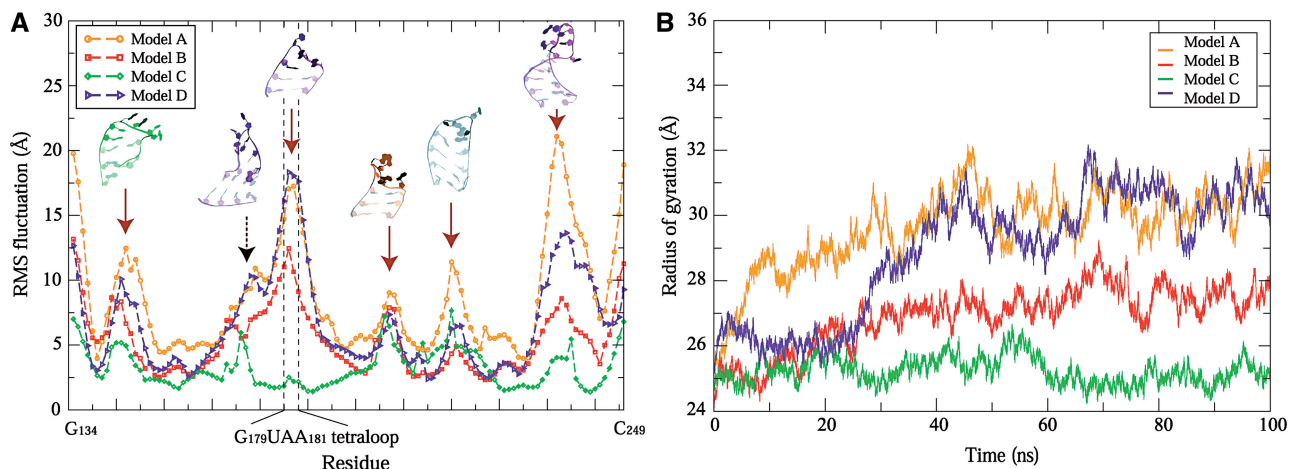 A
RMS fluctuation (Å)
30
25
20
15
10
5
0
Model A
Model B
Model C
Model D
G134
G179UAA181 tetraloop
C249
Residue
B
Radius of gyration (Å)
36
34
32
30
28
26
24
Model A
Model B
Model C
Model D
0 20 40 60 80 100
Time (ns)